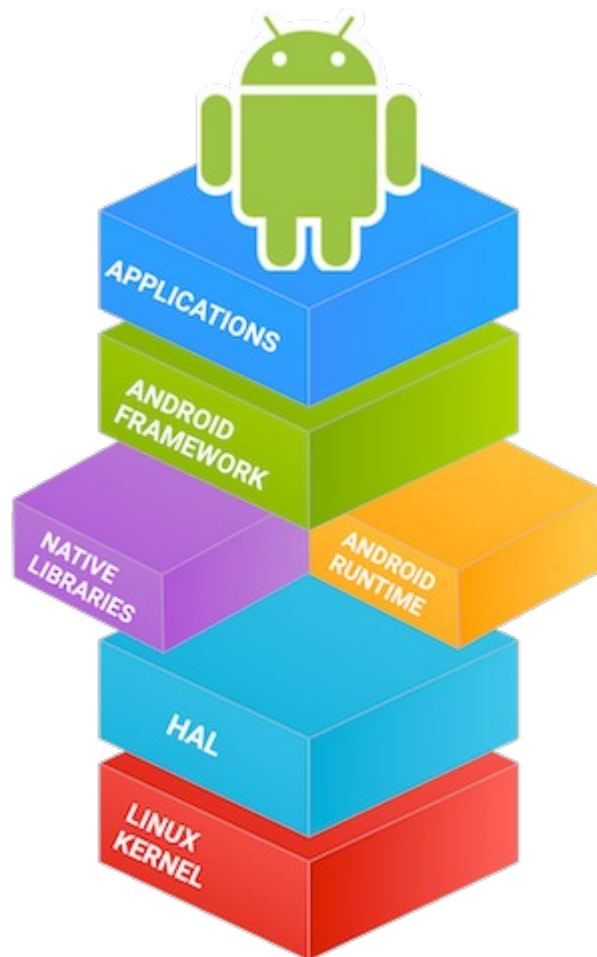 APPLICATIONS
ANDROID
FRAMEWORK
NATIVE
LIBRARIES
ANDROID
RUNTIME
HAL
LINUX
KERNEL